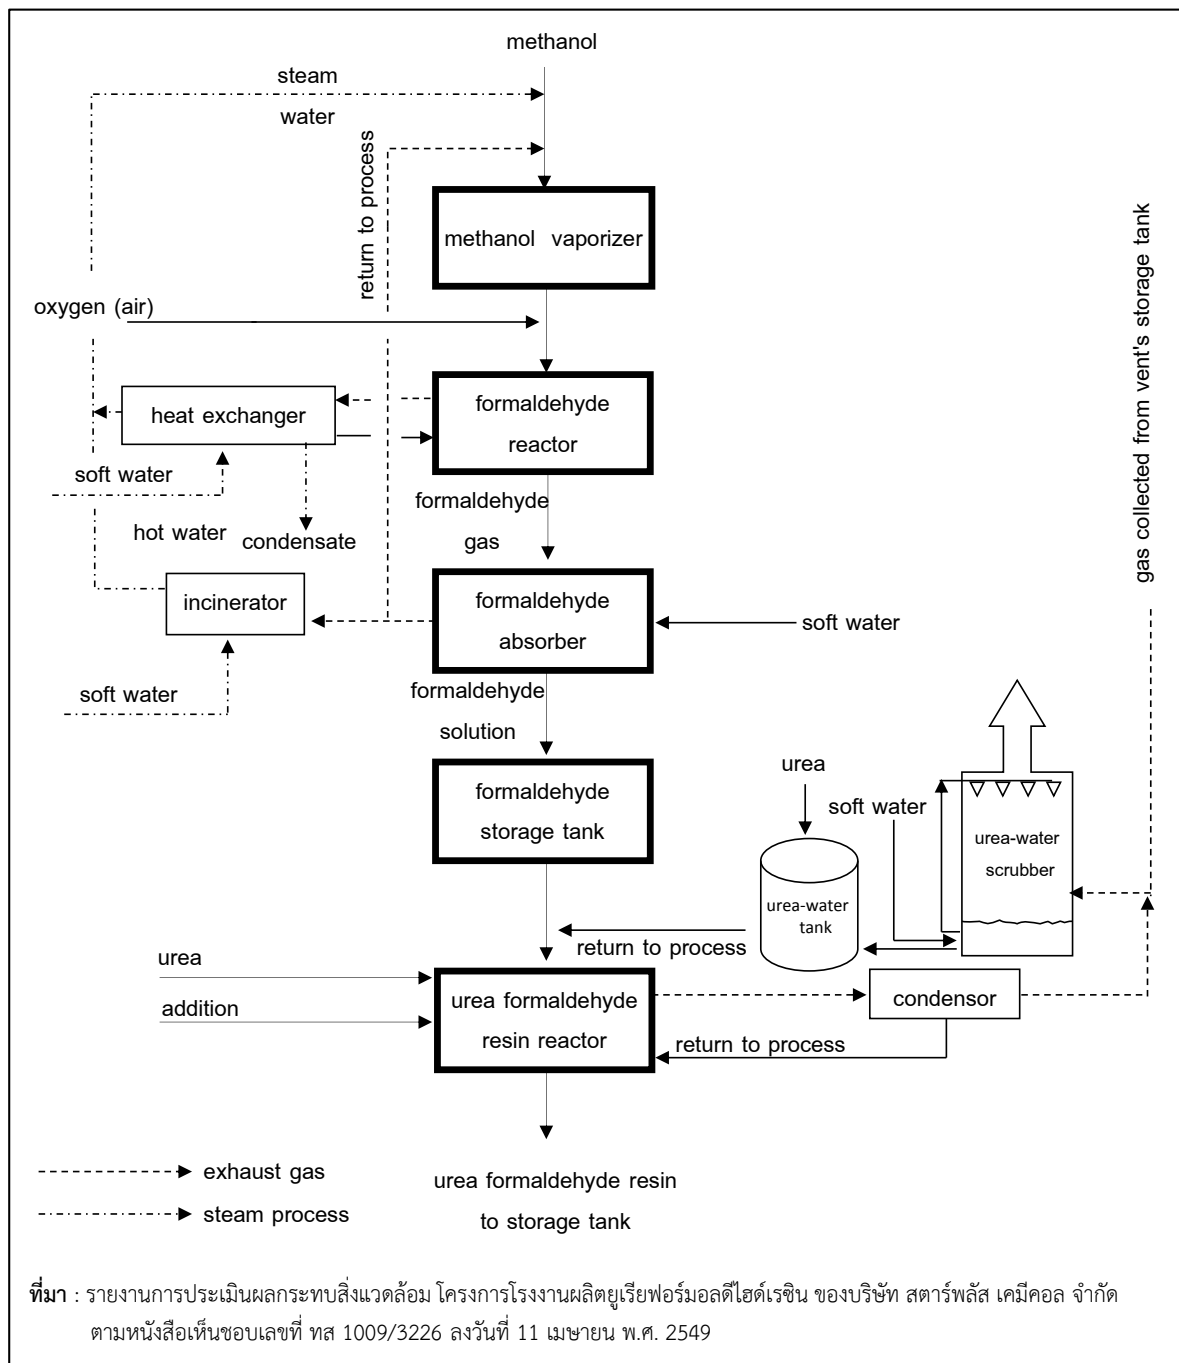 methanol
steam
water
return to process
methanol vaporizer
oxygen (air)
gas collected from vent's storage tank
heat exchanger
formaldehyde
reactor
soft water
hot water
condensate
formaldehyde
gas
incinerator
formaldehyde
absorber
soft water
soft water
formaldehyde
solution
formaldehyde
storage tank
urea
soft water
urea-water
scrubber
urea-water
tank
return to process
urea
addition
urea formaldehyde
resin reactor
condensor
return to process
exhaust gas
steam process
urea formaldehyde resin
to storage tank
ที่มา : รายงานการประเมินผลกระทบสิ่งแวดล้อม โครงการโรงงานผลิตยูเรียฟอร์มอลดีไฮด์เรซิน ของบริษัท สตาร์พลัส เคมีคอล จำกัด
ตามหนังสือเห็นชอบเลขที่ ทส 1009/3226 ลงวันที่ 11 เมษายน พ.ศ. 2549